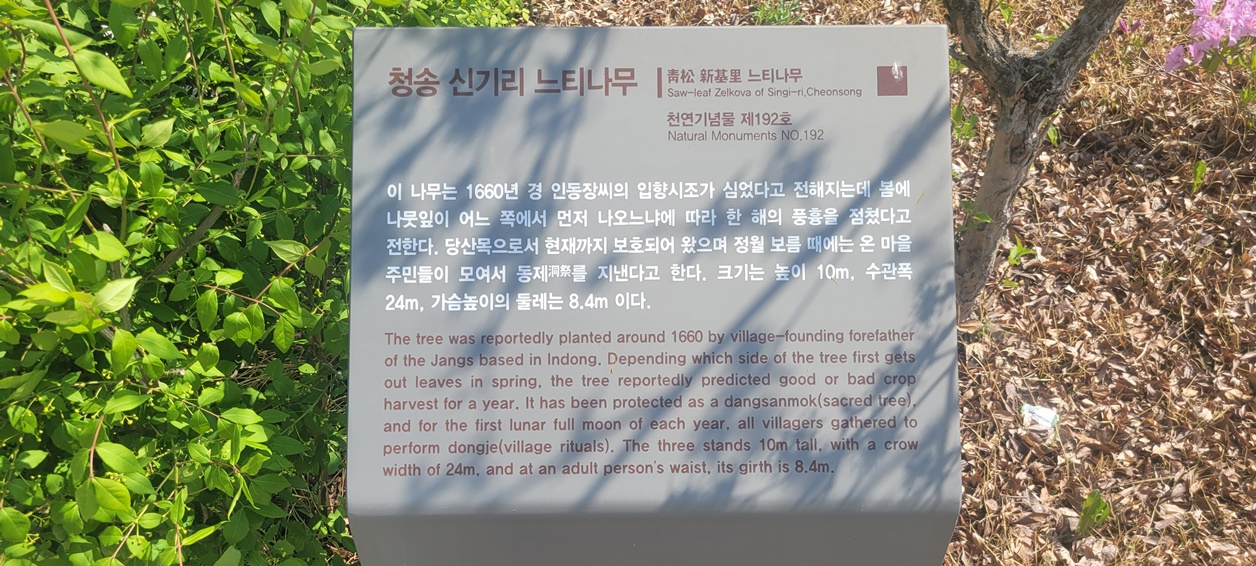 청송 신기리 느티나무
靑松 新基里 느티나무
Saw-leaf Zelkova of Singi-ri,Cheonsong
천연기념물 제192호
Natural Monuments NO.192
이 나무는 1660년 경 인동장씨의 입향시조가 심었다고 전해지는데 봄에
나뭇잎이 어느 쪽에서 먼저 나오느냐에 따라 한 해의 풍흉을 점쳤다고
전한다. 당산목으로서 현재까지 보호되어 왔으며 정월 보름 때에는 온 마을
주민들이 모여서 동제洞祭를 지낸다고 한다. 크기는 높이 10m, 수관폭
24m, 가슴높이의 둘레는 8.4m 이다.
The tree was reportedly planted around 1660 by village-founding forefather
of the Jangs based in Indong. Depending which side of the tree first gets
out leaves in spring, the tree reportedly predicted good or bad crop
harvest for a year. It has been protected as a dangsanmok(sacred tree),
and for the first lunar full moon of each year, all villagers gathered to
perform dongje(village rituals). The three stands 10m tall, with a crow
width of 24m, and at an adult person's waist, its girth is 8.4m.